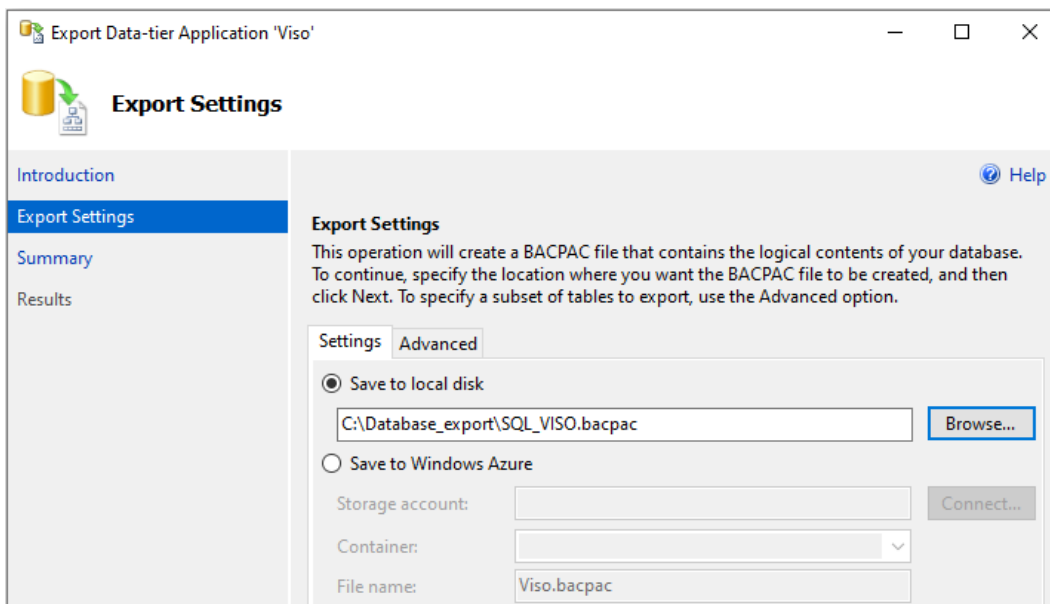 Export Data-tier Application 'Viso'
Export Settings
Introduction
Help
Export Settings
Summary
Results
Export Settings
This operation will create a BACPAC file that contains the logical contents of your database.
To continue, specify the location where you want the BACPAC file to be created, and then
click Next. To specify a subset of tables to export, use the Advanced option.
Settings Advanced
Save to local disk
C:\Database_export\SQL_VISO.bacpac Browse...
Save to Windows Azure
Storage account: Connect...
Container:
File name: Viso.bacpac